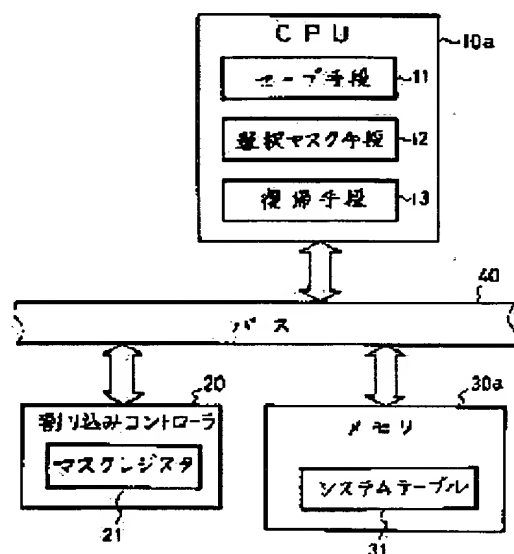 CPU
10a
セーブ手段
11
選択マスク手段
12
復帰手段
13
40
バス
20
割り込みコントローラ
マスクレジスタ
21
30a
メモリ
システムテーブル
31